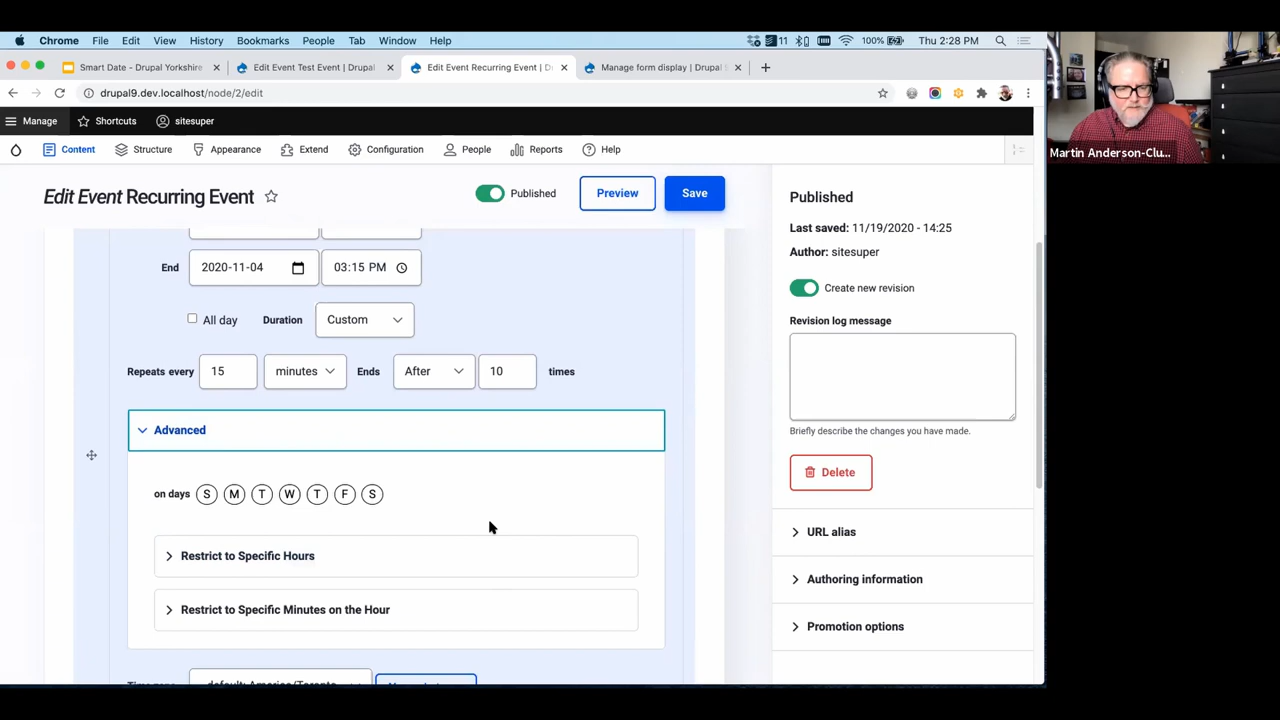 Chrome File Edit View History Bookmarks People Tab Window Help 11 100% Thu 2:28 PM
Smart Date - Drupal Yorkshire Edit Event Test Event | Drupal Edit Event Recurring Event | D Manage form display | Drupal S
drupal9.dev.localhost/node/2/edit
Manage Shortcuts sitesuper
Content Structure Appearance Extend Configuration People Reports Help
Edit Event Recurring Event Published Preview Save
End 2020-11-04 03:15 PM
All day Duration Custom
Repeats every 15 minutes Ends After 10 times
Advanced
on days S M T W T F S
Restrict to Specific Hours
Restrict to Specific Minutes on the Hour
Published
Last saved: 11/19/2020 - 14:25
Author: sitesuper
Create new revision
Revision log message
Briefly describe the changes you have made.
Delete
URL alias
Authoring information
Promotion options
Martin Anderson-Clu...